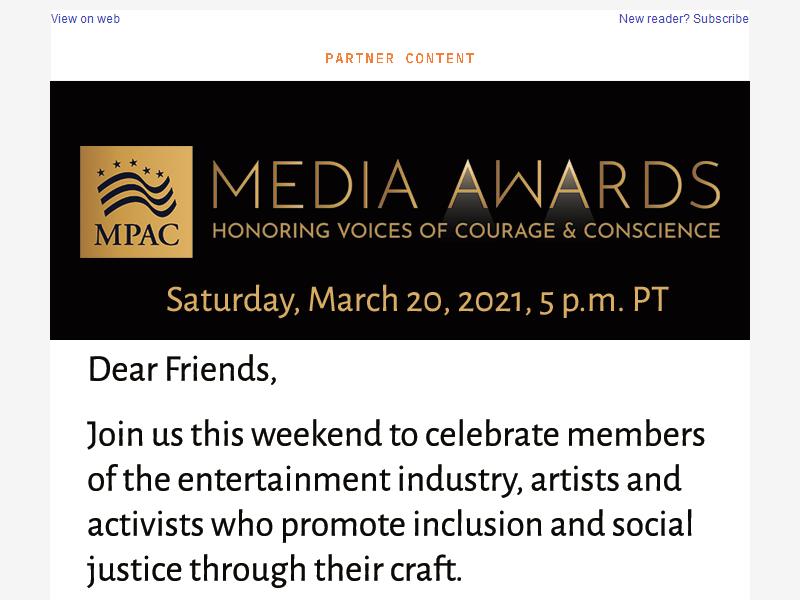 View on web
New reader? Subscribe
PARTNER CONTENT
MPAC
MEDIA AWARDS
HONORING VOICES OF COURAGE & CONSCIENCE
Saturday, March 20, 2021, 5 p.m. PT
Dear Friends,
Join us this weekend to celebrate members
of the entertainment industry, artists and
activists who promote inclusion and social
justice through their craft.